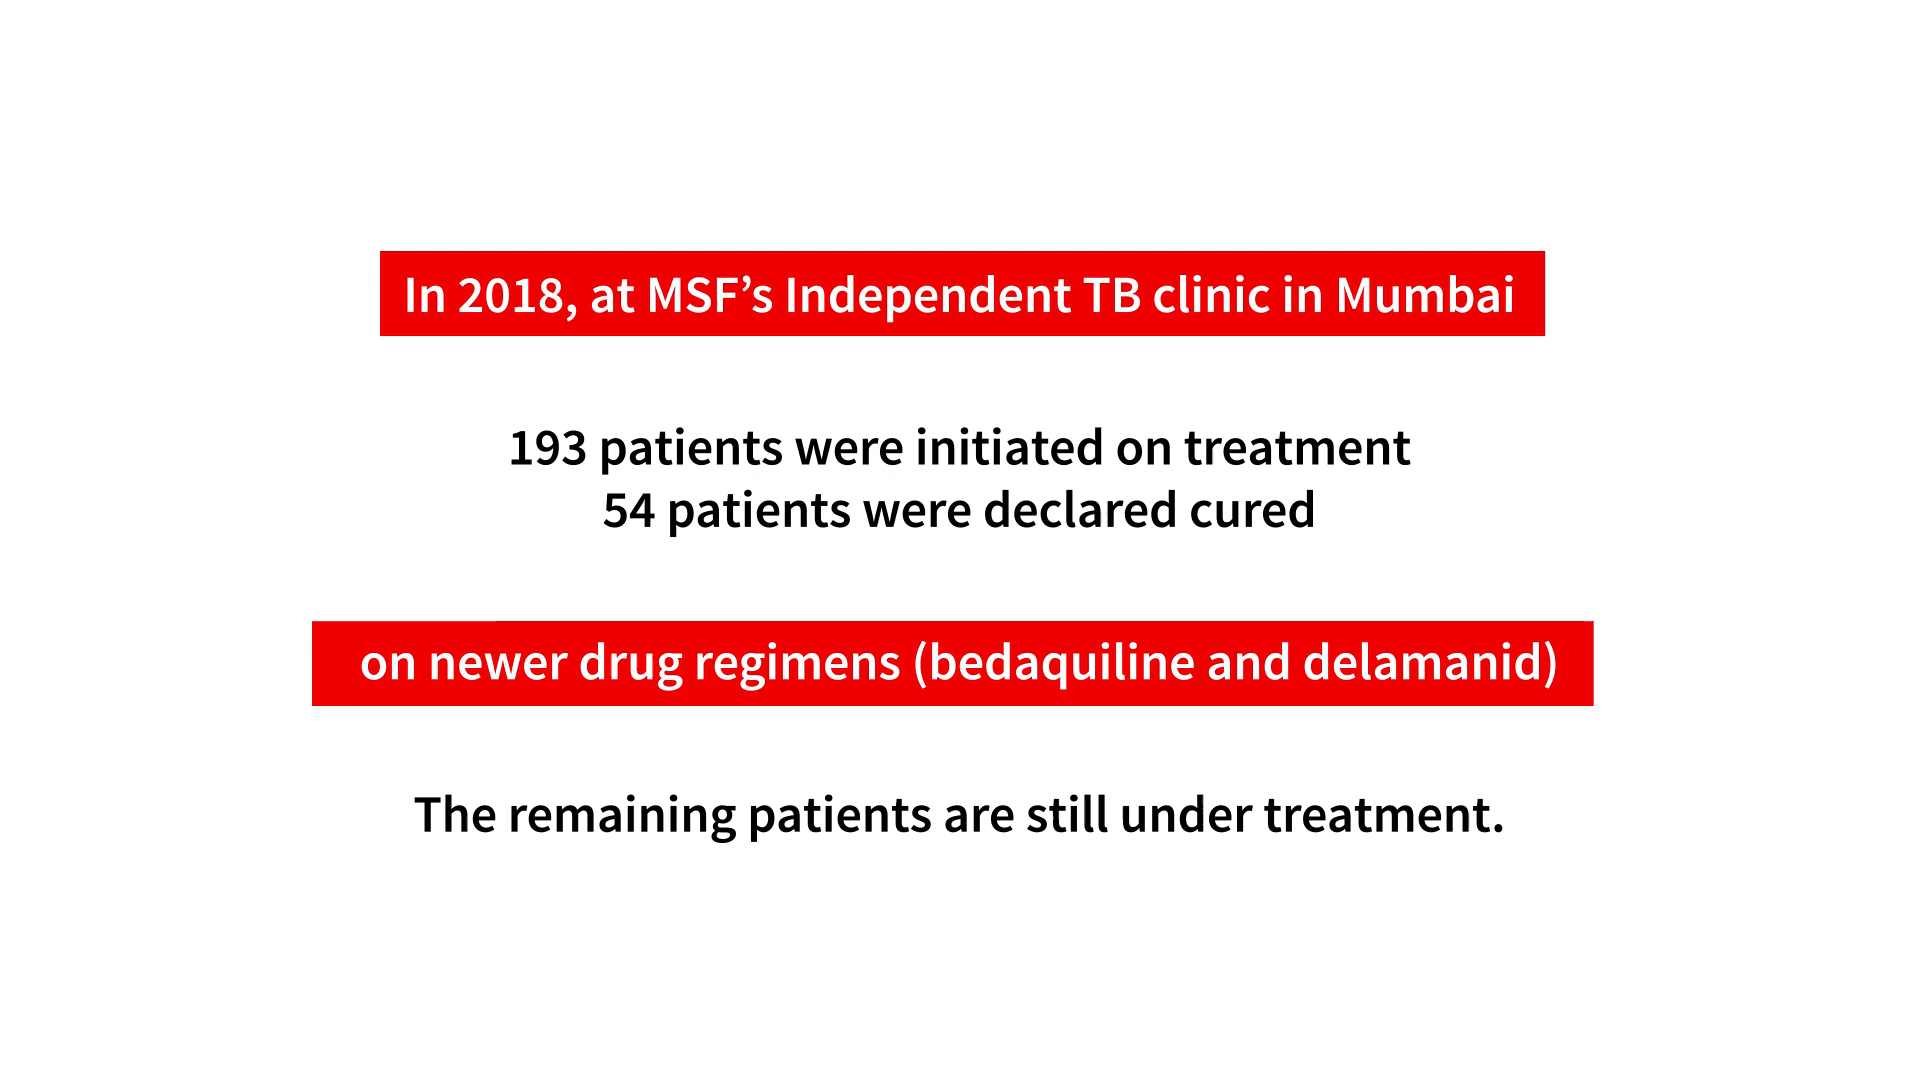 In 2018, at MSF’s Independent TB clinic in Mumbai
193 patients were initiated on treatment
54 patients were declared cured
on newer drug regimens (bedaquiline and delamanid)
The remaining patients are still under treatment.